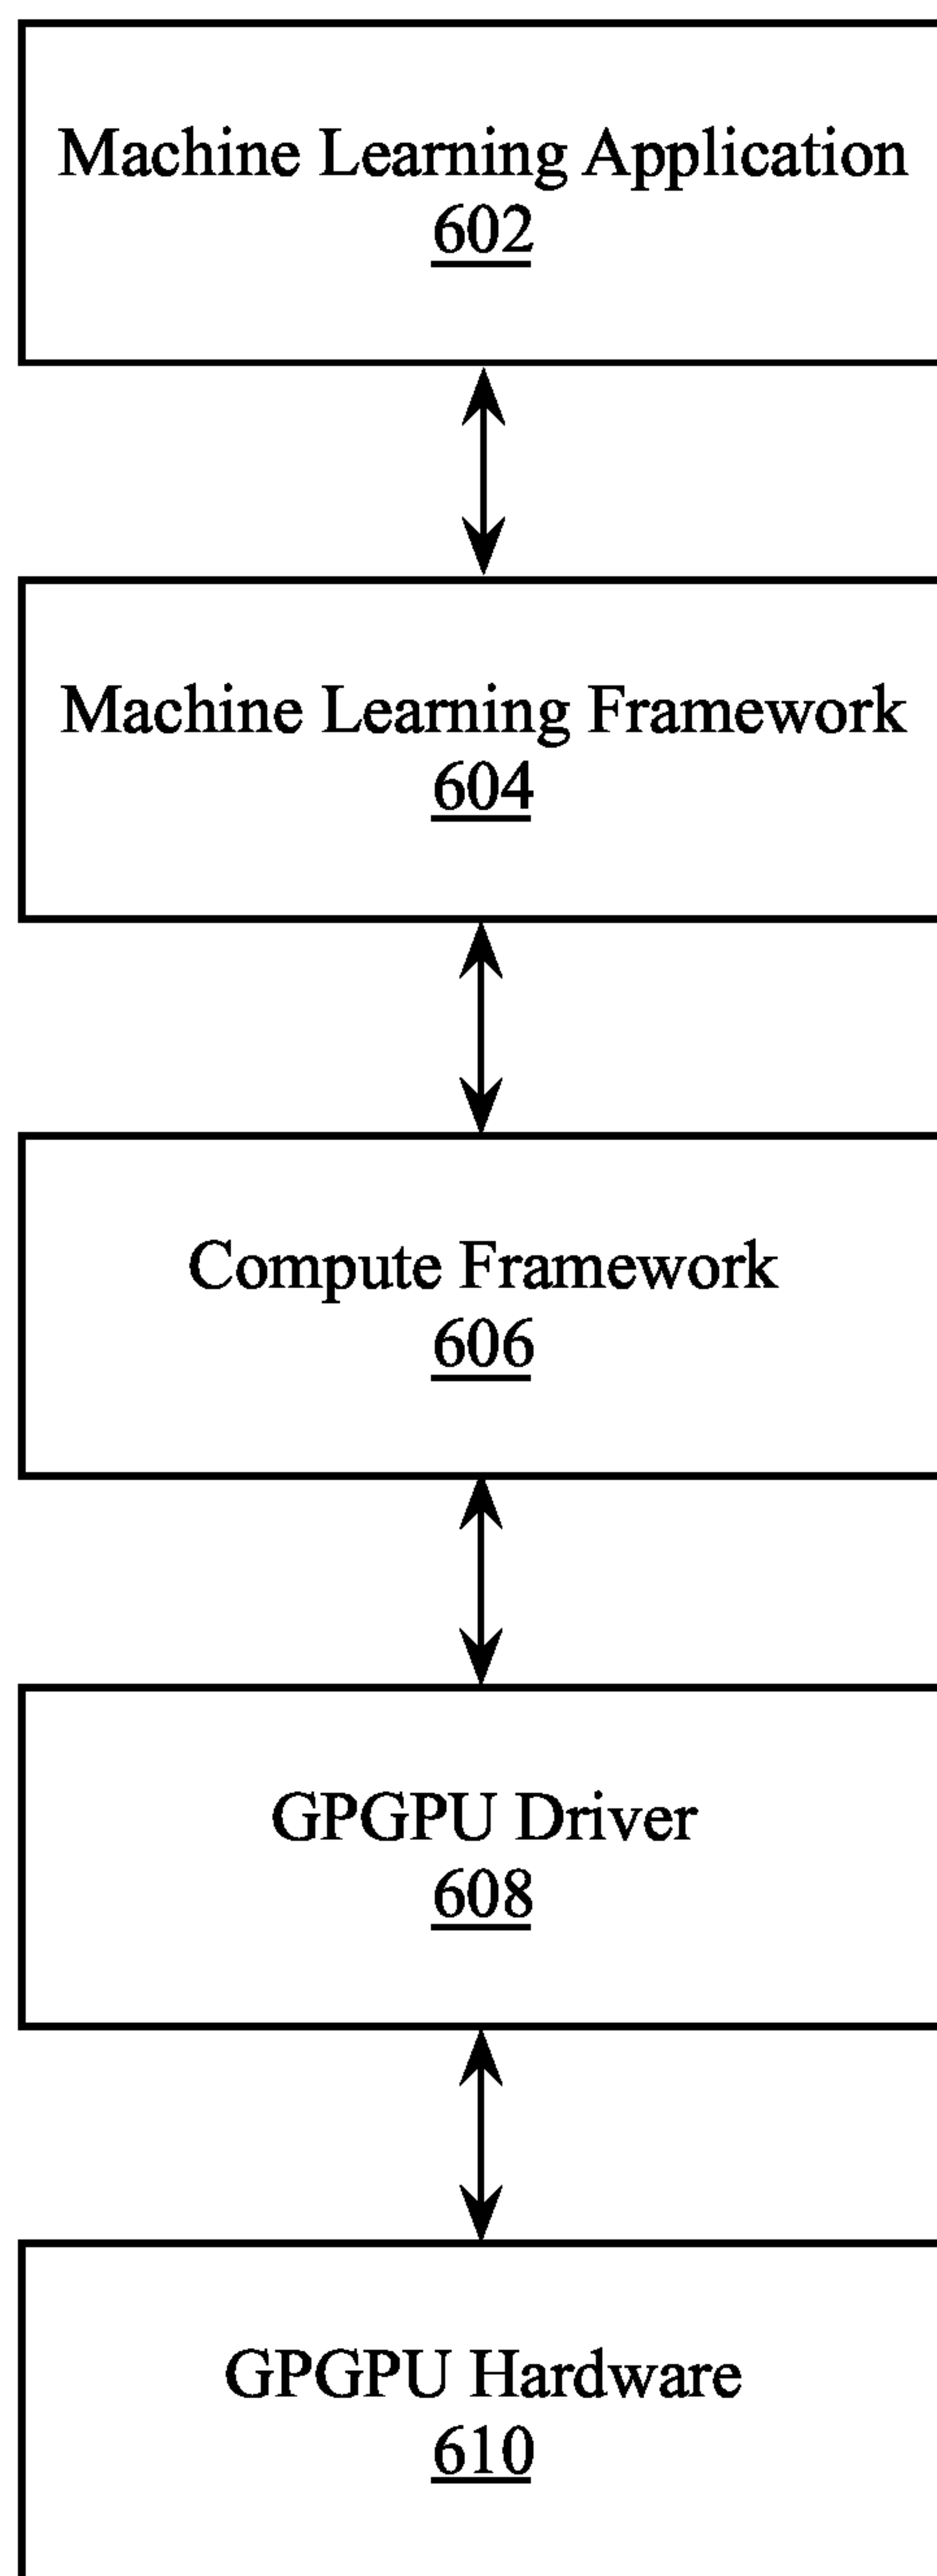 Machine Learning Application
602
Machine Learning Framework
604
Compute Framework
606
GPGPU Driver
608
GPGPU Hardware
610